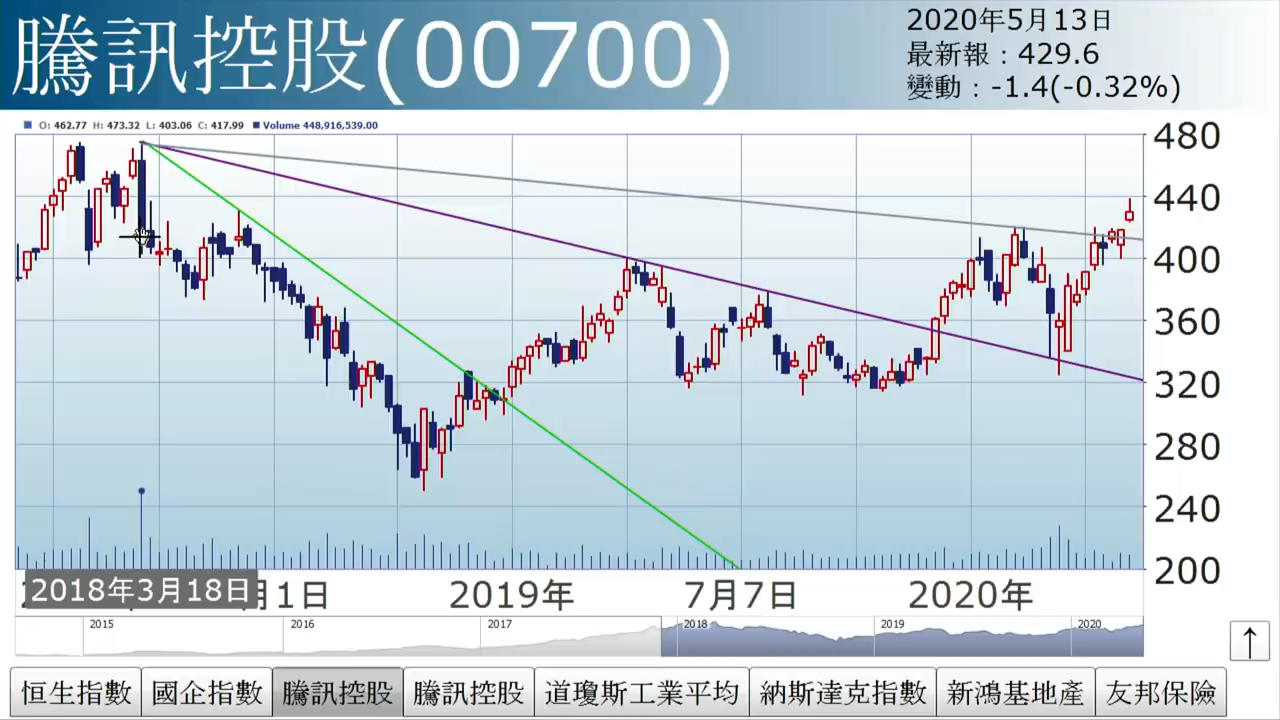 騰訊控股(00700)
2020年5月13日
最新報：429.6
變動：-1.4(-0.32%)
O: 462.77 H: 473.32 L: 403.06 C: 417.99 Volume 448,916,539.00
480
440
400
360
320
280
240
200
2018年3月18日
月1日 2019年 7月7日 2020年
2015 2016 2017 2018 2019 2020
↑
恒生指數 國企指數 騰訊控股 騰訊控股 道瓊斯工業平均 納斯達克指數 新鴻基地產 友邦保險